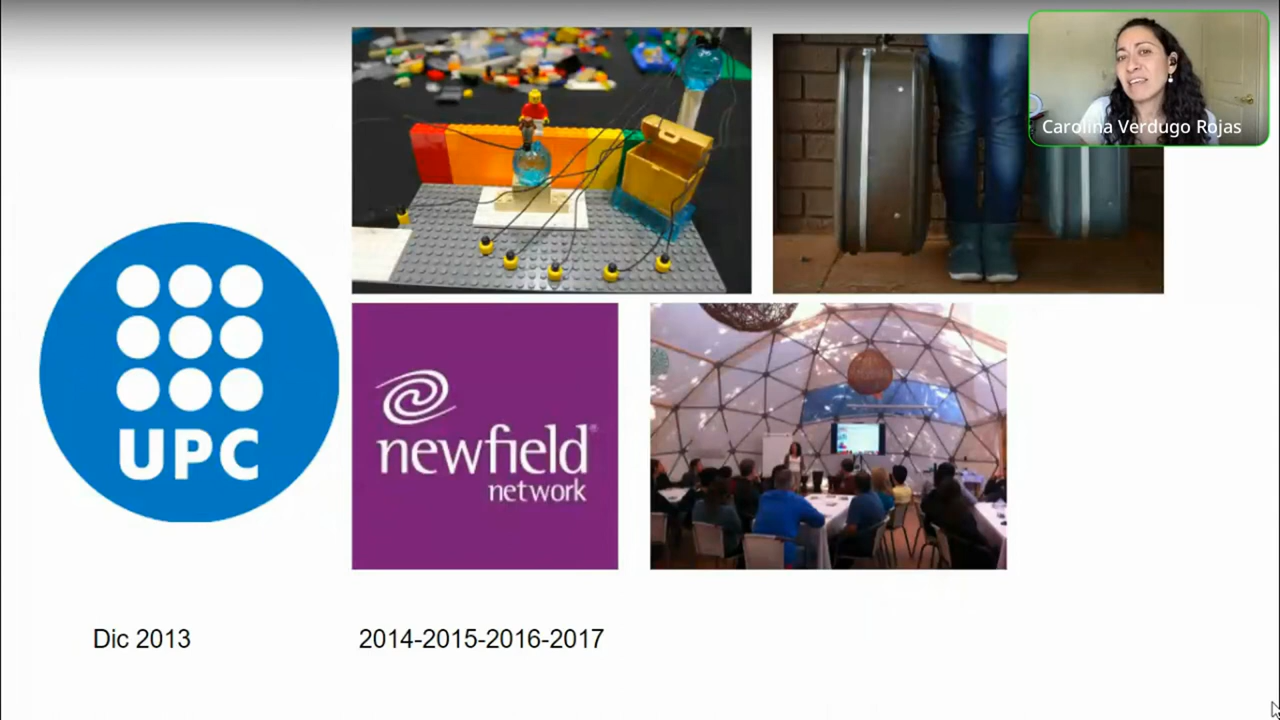 Carolina Verdugo Rojas
UPC
newfield®
network
Dic 2013
2014-2015-2016-2017